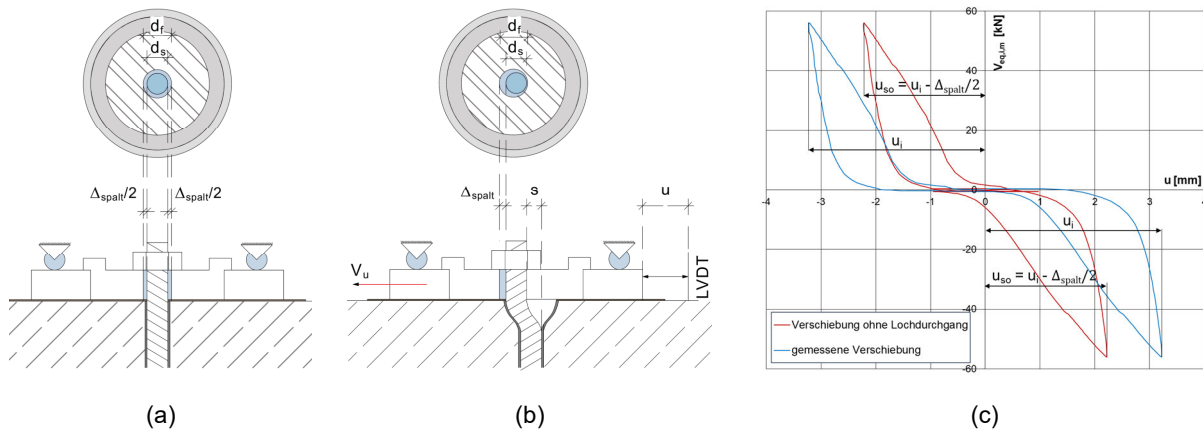 d_f
d_s
Δ_spalt/2 Δ_spalt/2
(a)
d_f
d_s
Δ_spalt s u
V_u
LVDT
(b)
60
40
20
0
-20
-40
-60
V_eq,i,m [kN]
u_so = u_i - Δ_spalt/2
u_i
u [mm]
-4 -3 -2 -1 0 1 2 3 4
u_i
u_so = u_i - Δ_spalt/2
Verschiebung ohne Lochdurchgang
gemessene Verschiebung
(c)